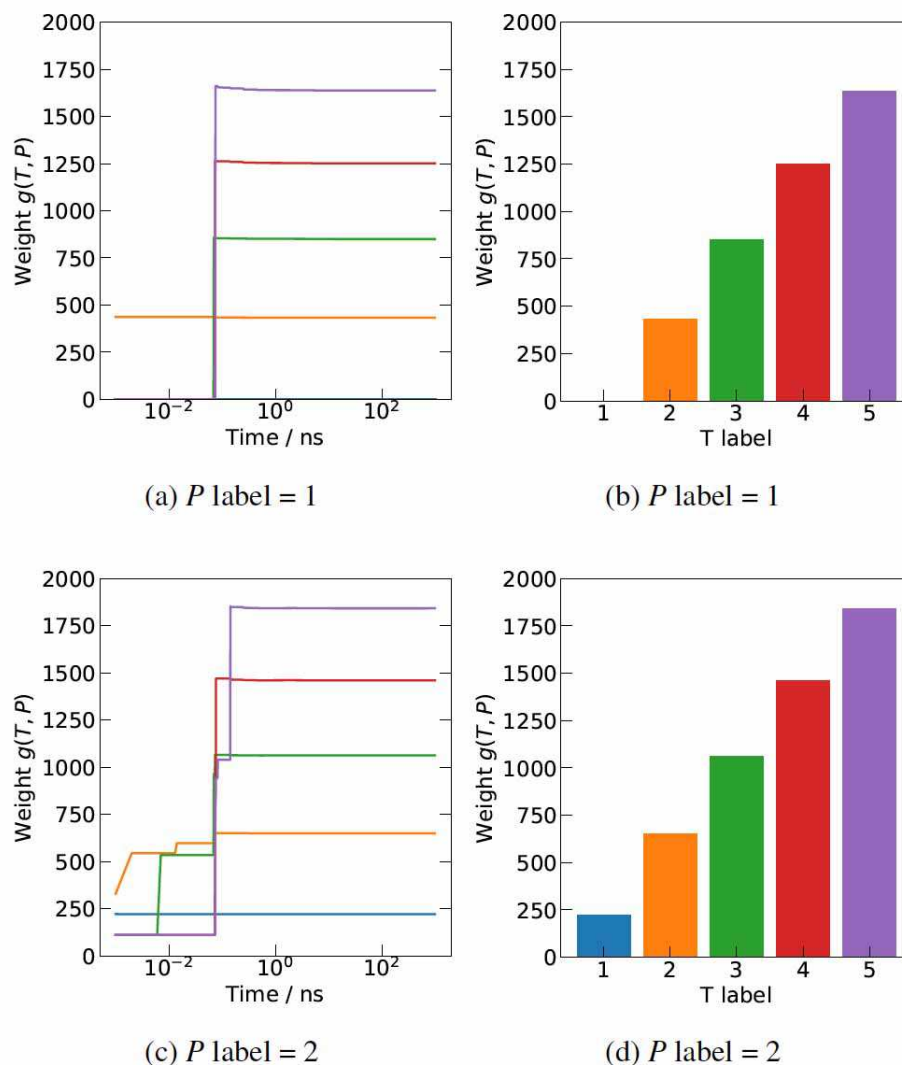 2000
1750
1500
1250
1000
750
500
250
0
Weight g(T, P)
10⁻² 10⁰ 10²
Time / ns
(a) P label = 1
2000
1750
1500
1250
1000
750
500
250
0
Weight g(T, P)
1 2 3 4 5
T label
(b) P label = 1
2000
1750
1500
1250
1000
750
500
250
0
Weight g(T, P)
10⁻² 10⁰ 10²
Time / ns
(c) P label = 2
2000
1750
1500
1250
1000
750
500
250
0
Weight g(T, P)
1 2 3 4 5
T label
(d) P label = 2